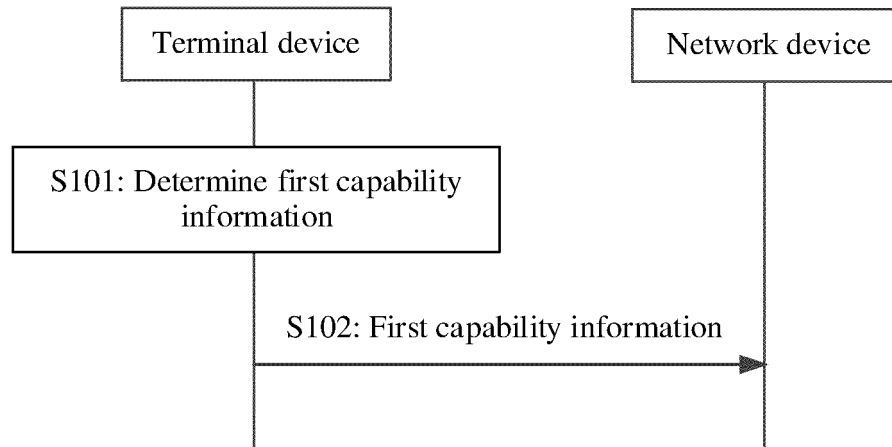 Terminal device
Network device
S101: Determine first capability
information
S102: First capability information